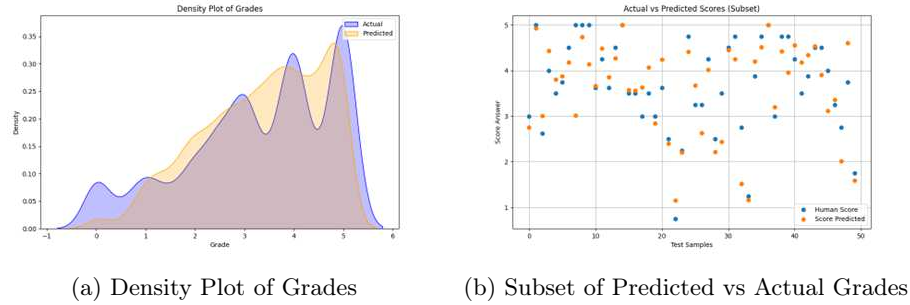 Density Plot of Grades
Actual
Predicted
0.35
0.30
0.25
0.20
0.15
0.10
0.05
0.00
Density
−1 0 1 2 3 4 5 6
Grade
(a) Density Plot of Grades
Actual vs Predicted Scores (Subset)
5
4
3
2
1
Score Answer
Human Score
Score Predicted
0 10 20 30 40 50
Test Samples
(b) Subset of Predicted vs Actual Grades